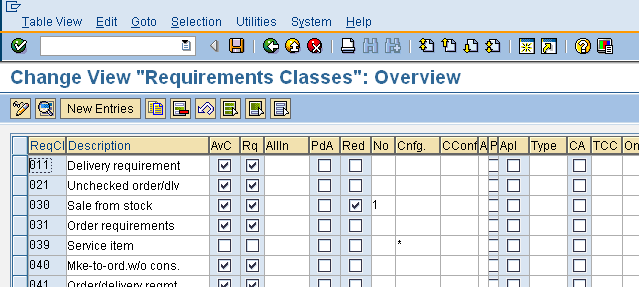 Table View Edit Goto Selection Utilities System Help
Change View "Requirements Classes": Overview
New Entries
ReqCl Description AvC Rq AllIn PdA Red No Cnfg. CConf A P Apl Type CA TCC On
011 Delivery requirement
021 Unchecked order/dlv
030 Sale from stock 1
031 Order requirements
039 Service item *
040 Mke-to-ord.w/o cons.
041 Order/delivery reqmt